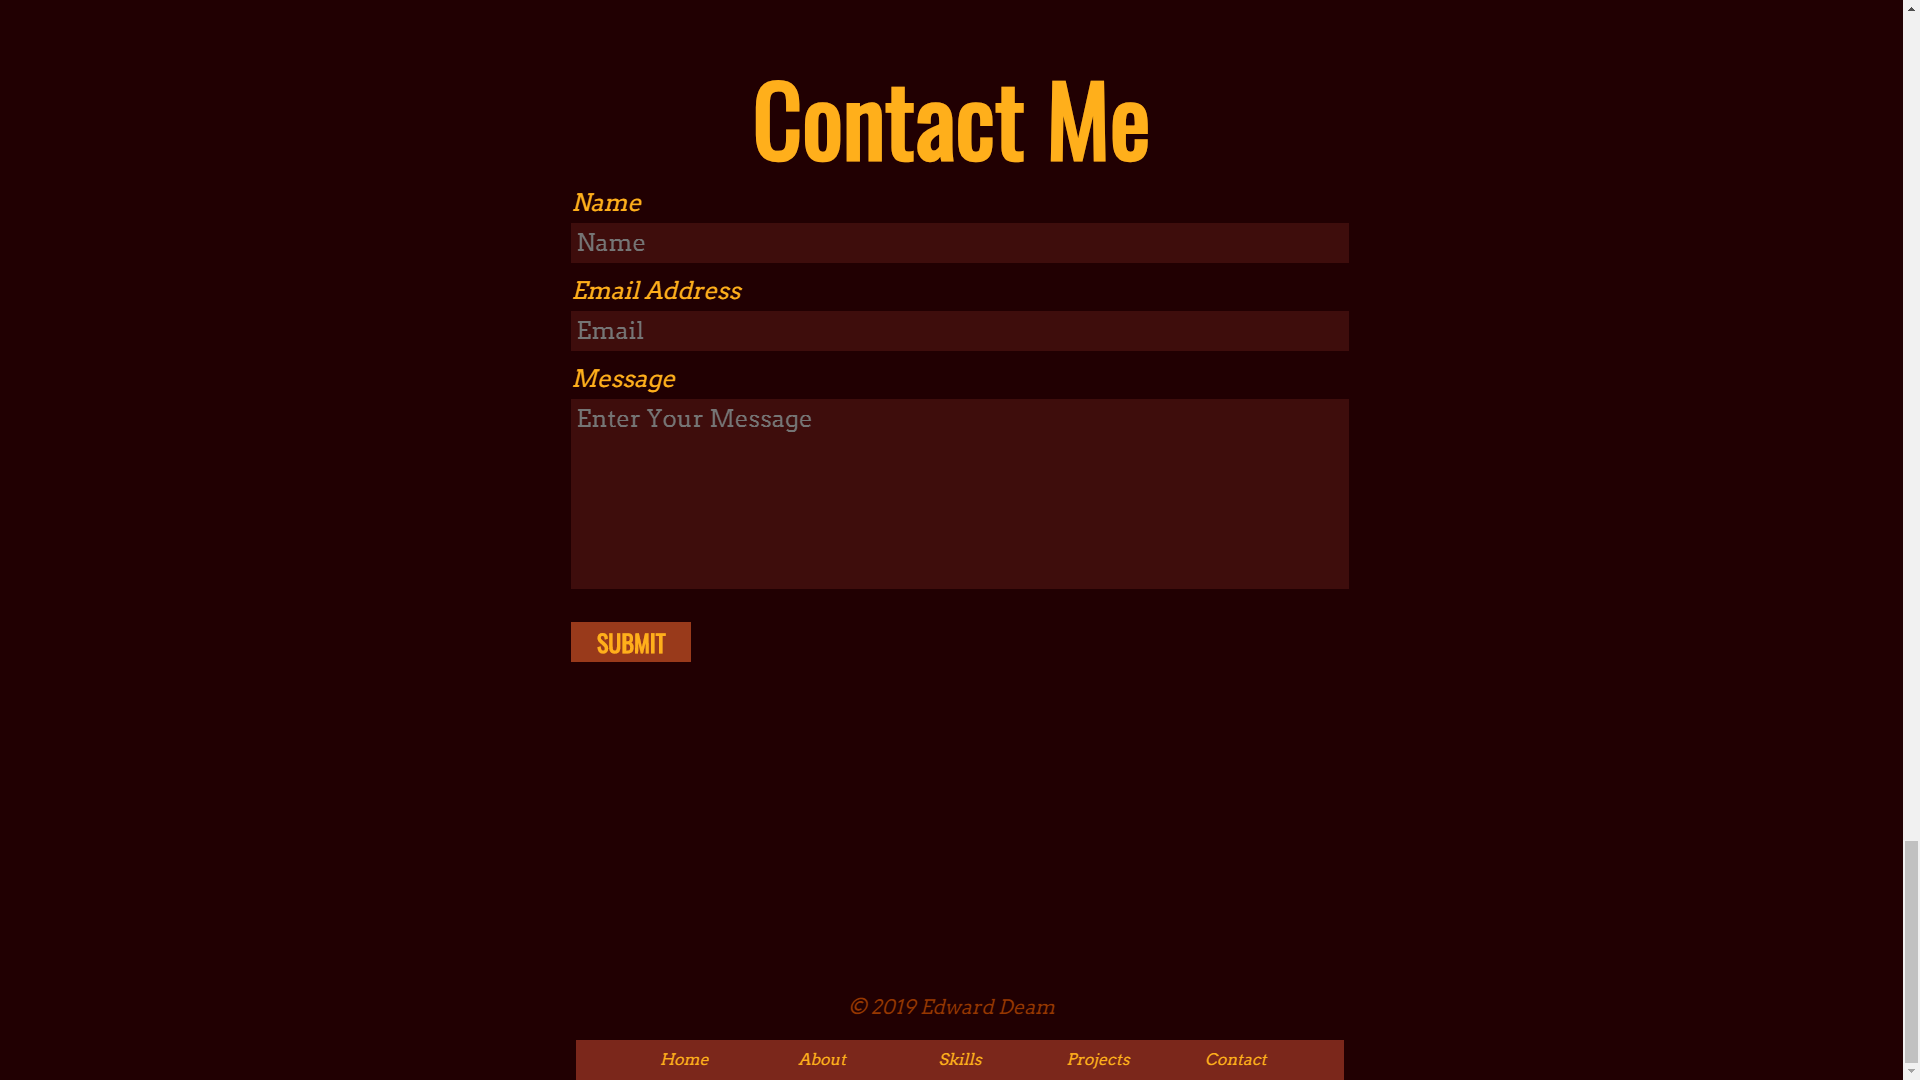 Contact Me
Name
Name
Email Address
Email
Message
Enter Your Message
SUBMIT
© 2019 Edward Deam
Home About Skills Projects Contact